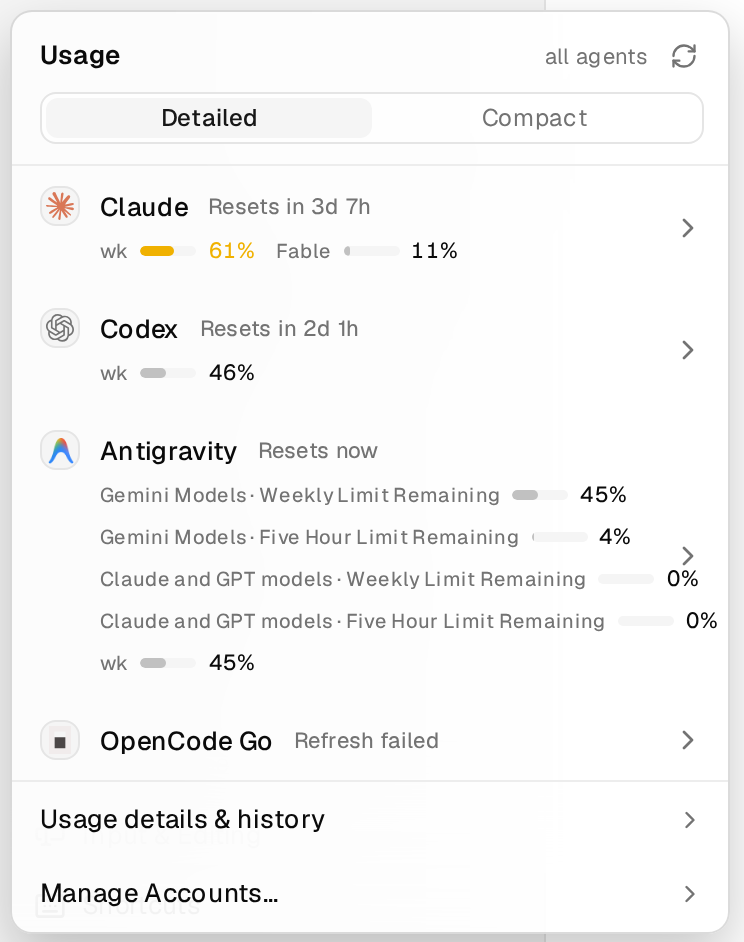 Usage all agents
Detailed Compact
Claude Resets in 3d 7h
wk 61% Fable 11%
Codex Resets in 2d 1h
wk 46%
Antigravity Resets now
Gemini Models · Weekly Limit Remaining 45%
Gemini Models · Five Hour Limit Remaining 4%
Claude and GPT models · Weekly Limit Remaining 0%
Claude and GPT models · Five Hour Limit Remaining 0%
wk 45%
OpenCode Go Refresh failed
Usage details & history
Manage Accounts...
Shortcuts